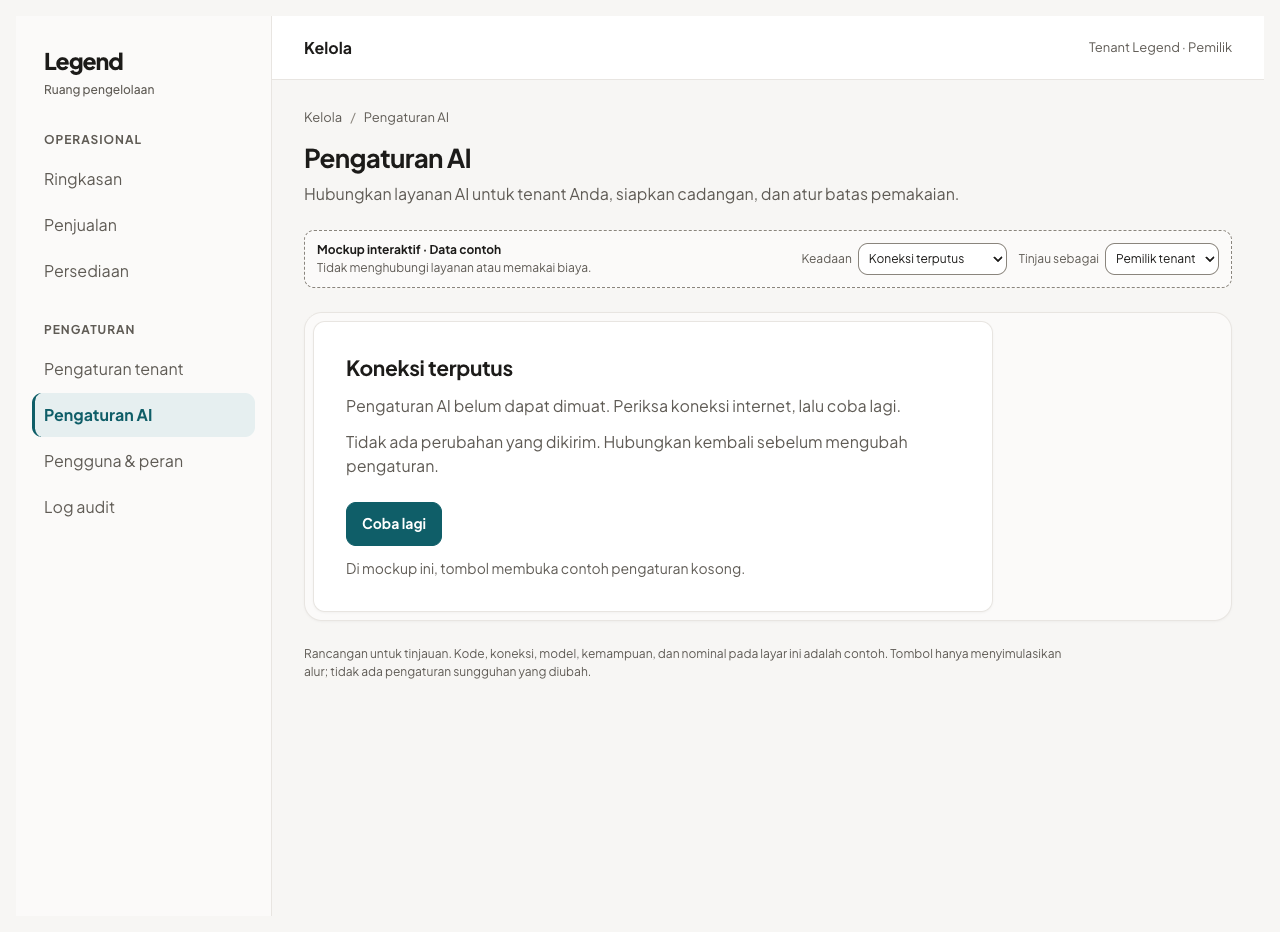 Legend
Ruang pengelolaan
OPERASIONAL
Ringkasan
Penjualan
Persediaan
PENGATURAN
Pengaturan tenant
Pengaturan AI
Pengguna & peran
Log audit
Kelola
Tenant Legend · Pemilik
Kelola / Pengaturan AI
Pengaturan AI
Hubungkan layanan AI untuk tenant Anda, siapkan cadangan, dan atur batas pemakaian.
Mockup interaktif · Data contoh
Tidak menghubungi layanan atau memakai biaya.
Keadaan
Koneksi terputus
Tinjau sebagai
Pemilik tenant
Koneksi terputus
Pengaturan AI belum dapat dimuat. Periksa koneksi internet, lalu coba lagi.
Tidak ada perubahan yang dikirim. Hubungkan kembali sebelum mengubah
pengaturan.
Coba lagi
Di mockup ini, tombol membuka contoh pengaturan kosong.
Rancangan untuk tinjauan. Kode, koneksi, model, kemampuan, dan nominal pada layar ini adalah contoh. Tombol hanya menyimulasikan
alur; tidak ada pengaturan sungguhan yang diubah.